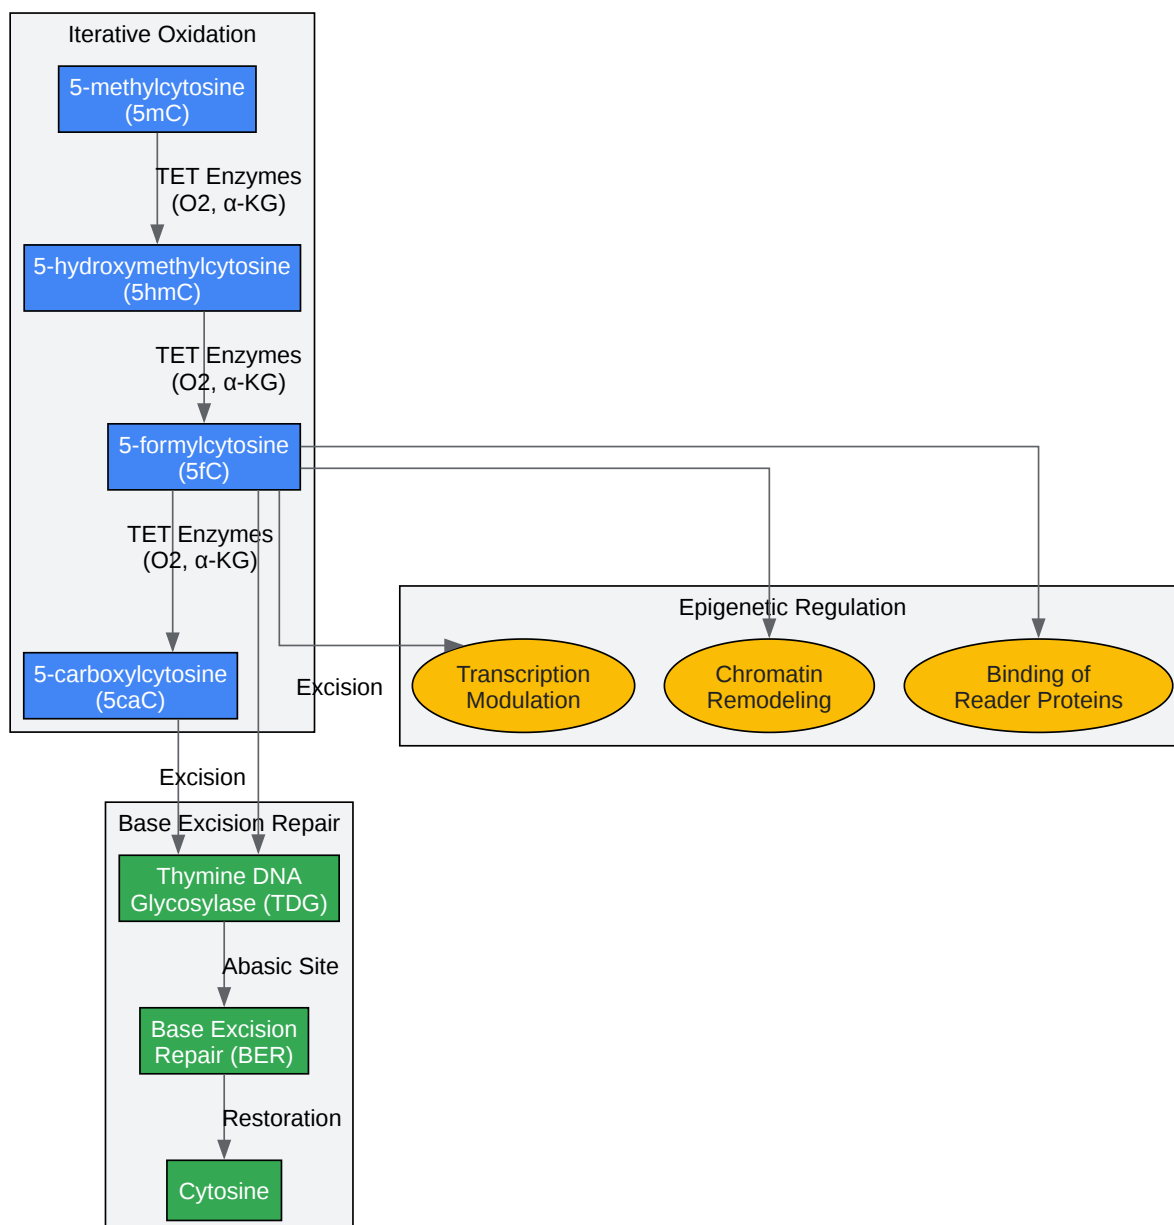 Iterative Oxidation
5-methylcytosine
(5mC)
TET Enzymes
(O2, α-KG)
5-hydroxymethylcytosine
(5hmC)
TET Enzymes
(O2, α-KG)
5-formylcytosine
(5fC)
TET Enzymes
(O2, α-KG)
5-carboxylcytosine
(5caC)
Excision
Epigenetic Regulation
Transcription
Modulation
Chromatin
Remodeling
Binding of
Reader Proteins
Excision
Base Excision Repair
Thymine DNA
Glycosylase (TDG)
Abasic Site
Base Excision
Repair (BER)
Restoration
Cytosine